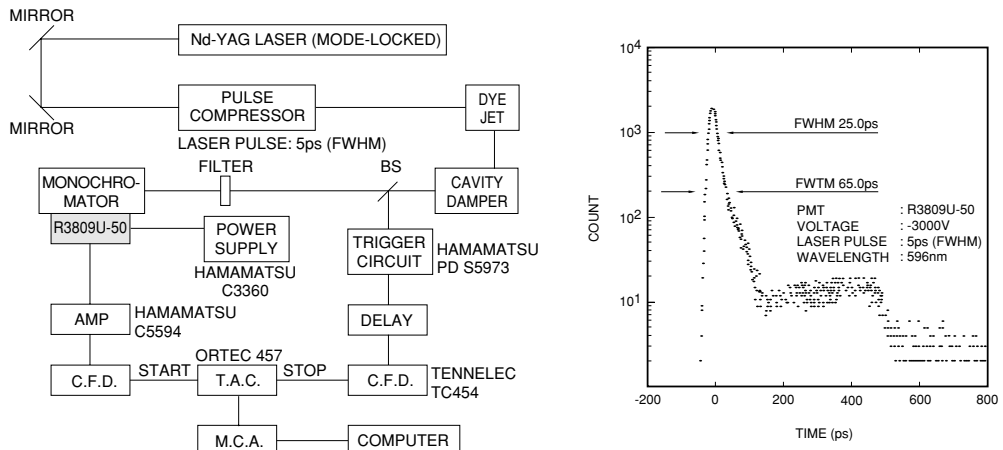 MIRROR
Nd-YAG LASER (MODE-LOCKED)
MIRROR
PULSE
COMPRESSOR
DYE
JET
LASER PULSE: 5ps (FWHM)
FILTER
BS
MONOCHRO-
MATOR
CAVITY
DAMPER
R3809U-50
POWER
SUPPLY
HAMAMATSU
C3360
TRIGGER
CIRCUIT
HAMAMATSU
PD S5973
AMP
HAMAMATSU
C5594
DELAY
ORTEC 457
C.F.D.
START
T.A.C.
STOP
C.F.D.
TENNELEC
TC454
M.C.A.
COMPUTER
10⁴
10³
10²
10¹
COUNT
FWHM 25.0ps
FWTM 65.0ps
PMT : R3809U-50
VOLTAGE : -3000V
LASER PULSE : 5ps (FWHM)
WAVELENGTH : 596nm
-200 0 200 400 600 800
TIME (ps)